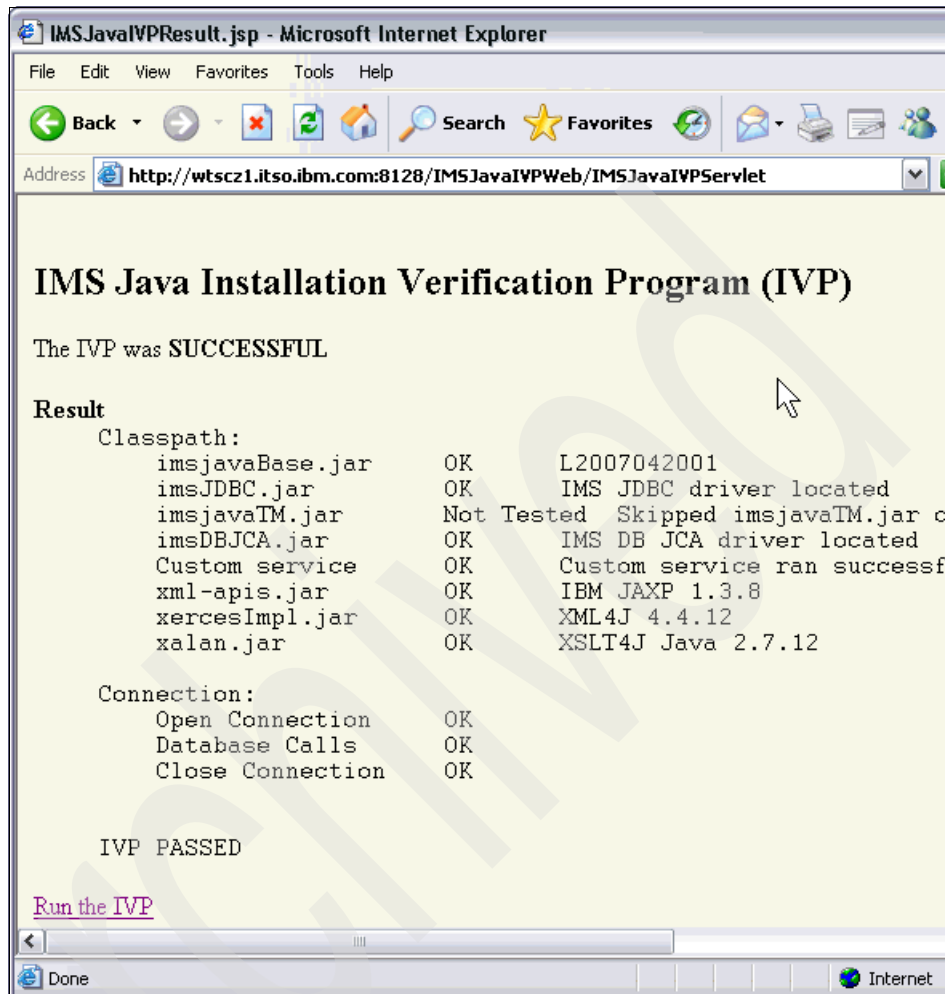 IMSJavaIVPResult.jsp - Microsoft Internet Explorer
File Edit View Favorites Tools Help
Back Search Favorites
Address http://wtscz1.itso.ibm.com:8128/IMSJavaIVPWeb/IMSJavaIVPServlet
IMS Java Installation Verification Program (IVP)
The IVP was SUCCESSFUL
Result
Classpath:
imsjavaBase.jar OK L2007042001
imsJDBC.jar OK IMS JDBC driver located
imsjavaTM.jar Not Tested Skipped imsjavaTM.jar c
imsDBJCA.jar OK IMS DB JCA driver located
Custom service OK Custom service ran successf
xml-apis.jar OK IBM JAXP 1.3.8
xercesImpl.jar OK XML4J 4.4.12
xalan.jar OK XSLT4J Java 2.7.12
Connection:
Open Connection OK
Database Calls OK
Close Connection OK
IVP PASSED
Run the IVP
Done Internet
rchived